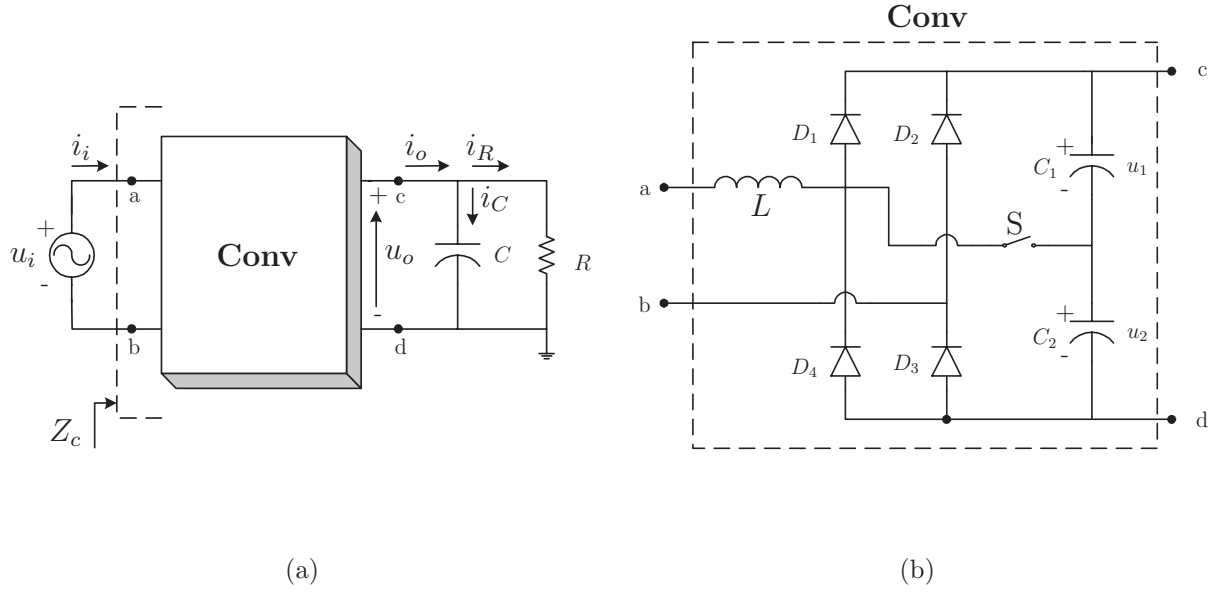 Conv
i_i
i_o
i_R
a
c
+
i_C
+
u_i
-
Conv
u_o
C
R
-
b
d
Z_c
(a)
c
D_1
D_2
+
C_1
u_1
-
a
L
S
b
+
C_2
u_2
-
D_4
D_3
d
(b)